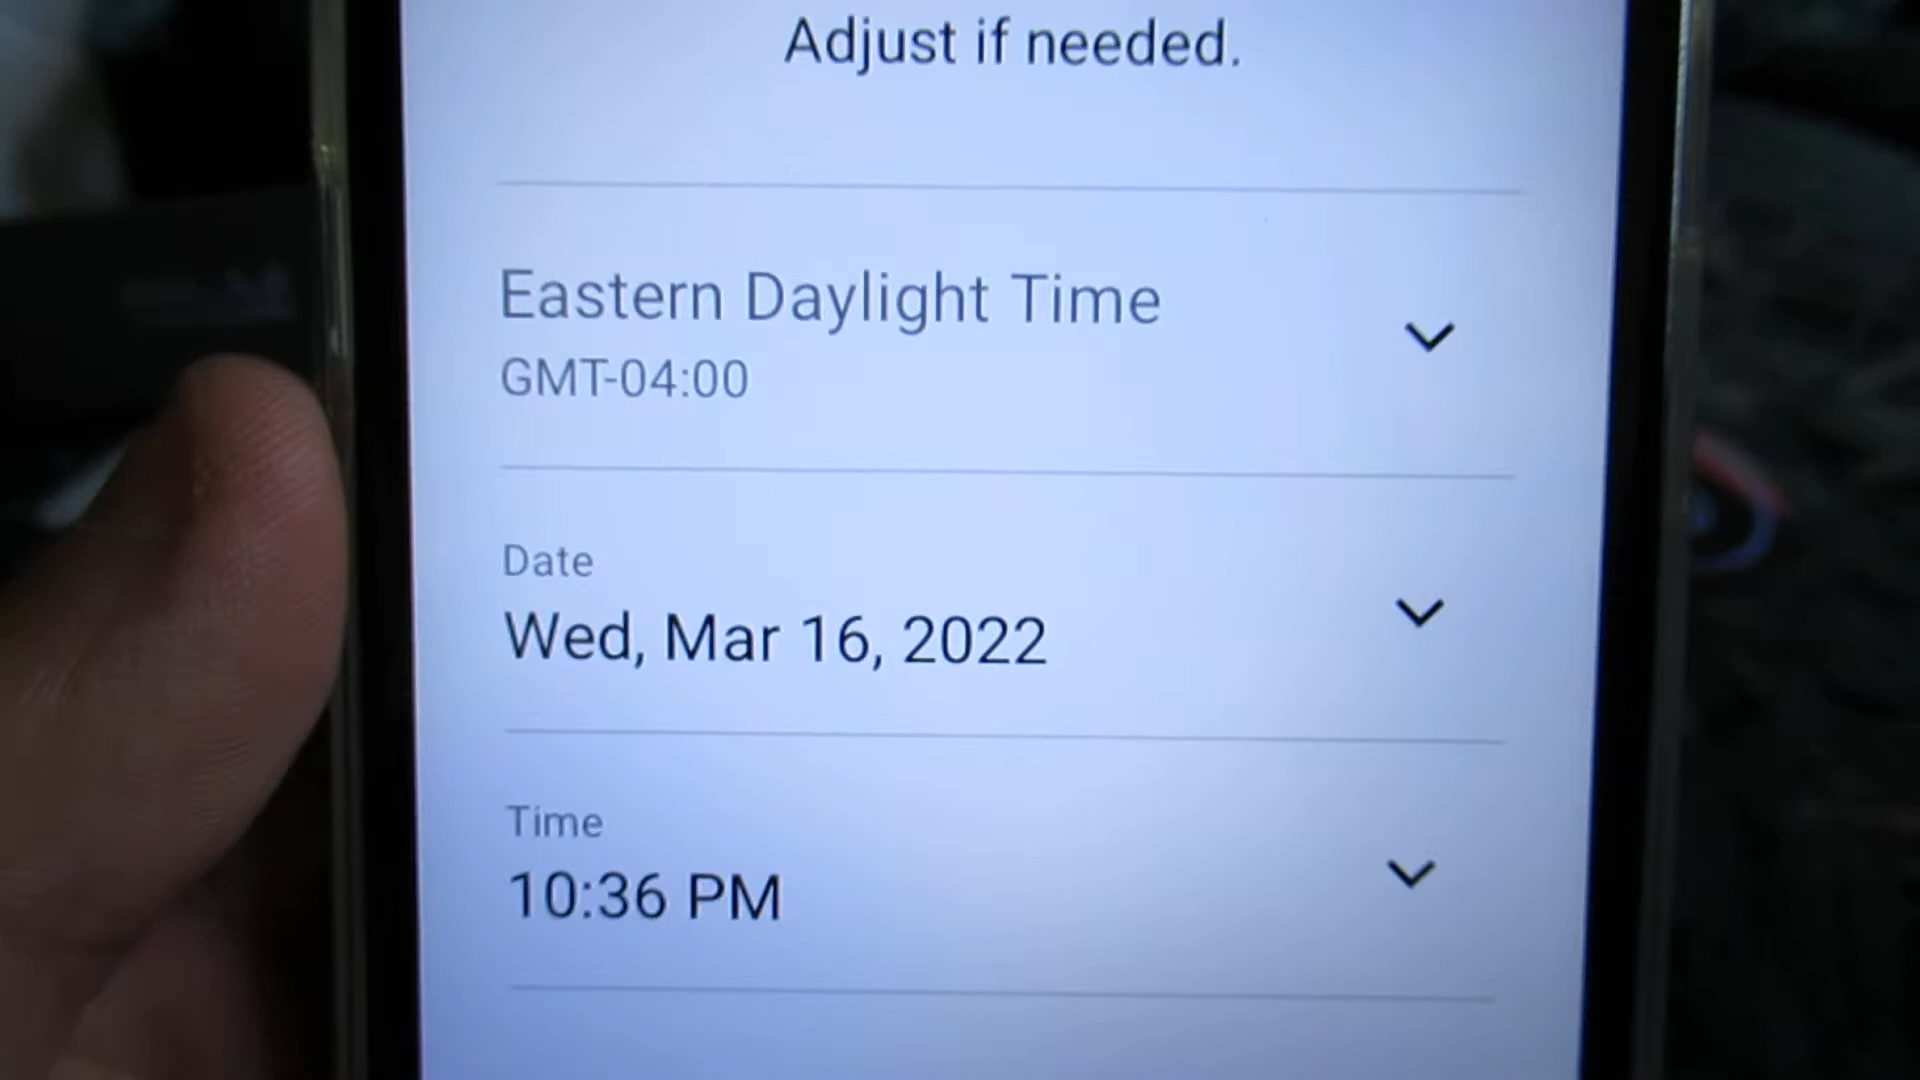 Adjust if needed.
Eastern Daylight Time
GMT-04:00
Date
Wed, Mar 16, 2022
Time
10:36 PM